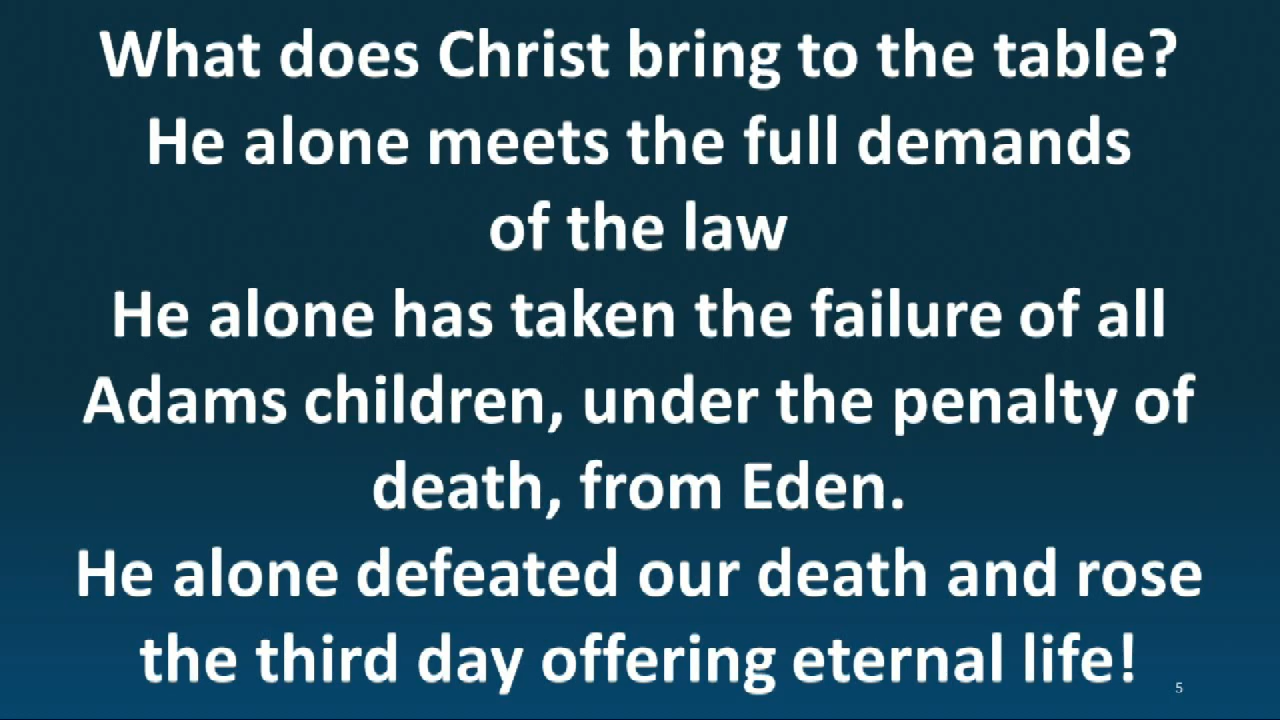 What does Christ bring to the table?
He alone meets the full demands
of the law
He alone has taken the failure of all
Adams children, under the penalty of
death, from Eden.
He alone defeated our death and rose
the third day offering eternal life!
5